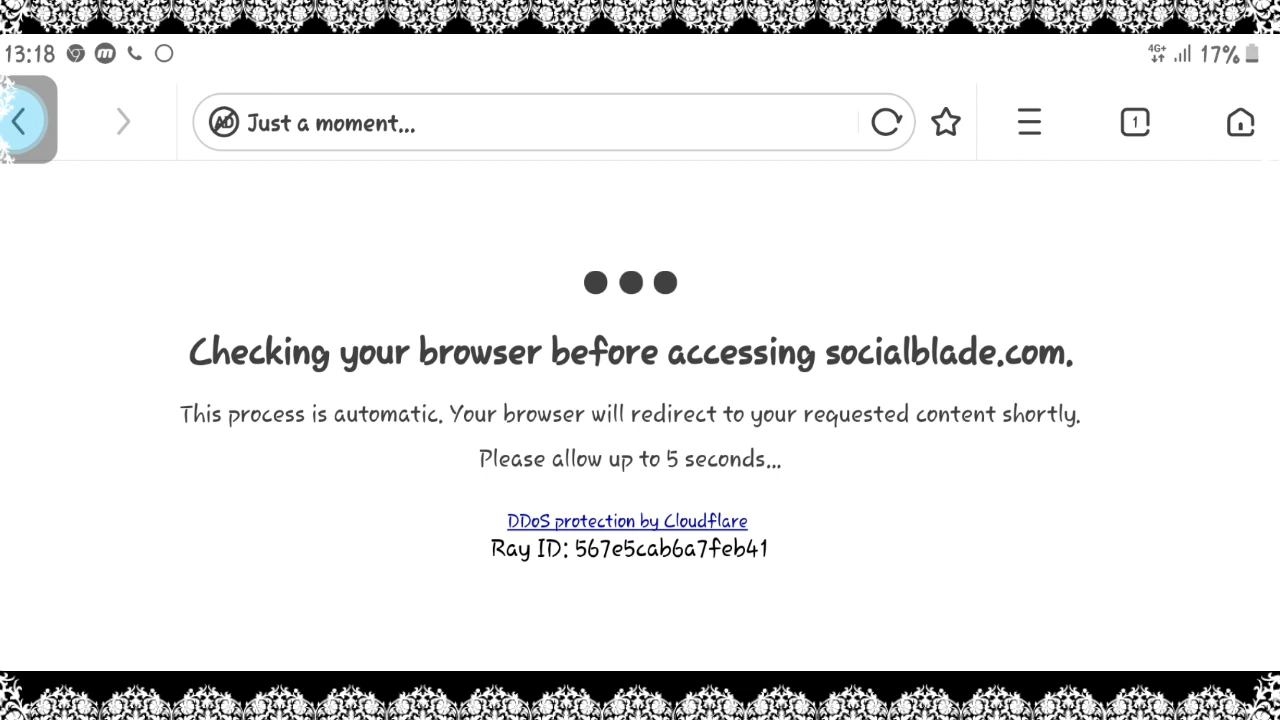 13:18
4G+ 17%
Just a moment...
1
Checking your browser before accessing socialblade.com.
This process is automatic. Your browser will redirect to your requested content shortly.
Please allow up to 5 seconds...
DDoS protection by Cloudflare
Ray ID: 567e5cab6a7feb41